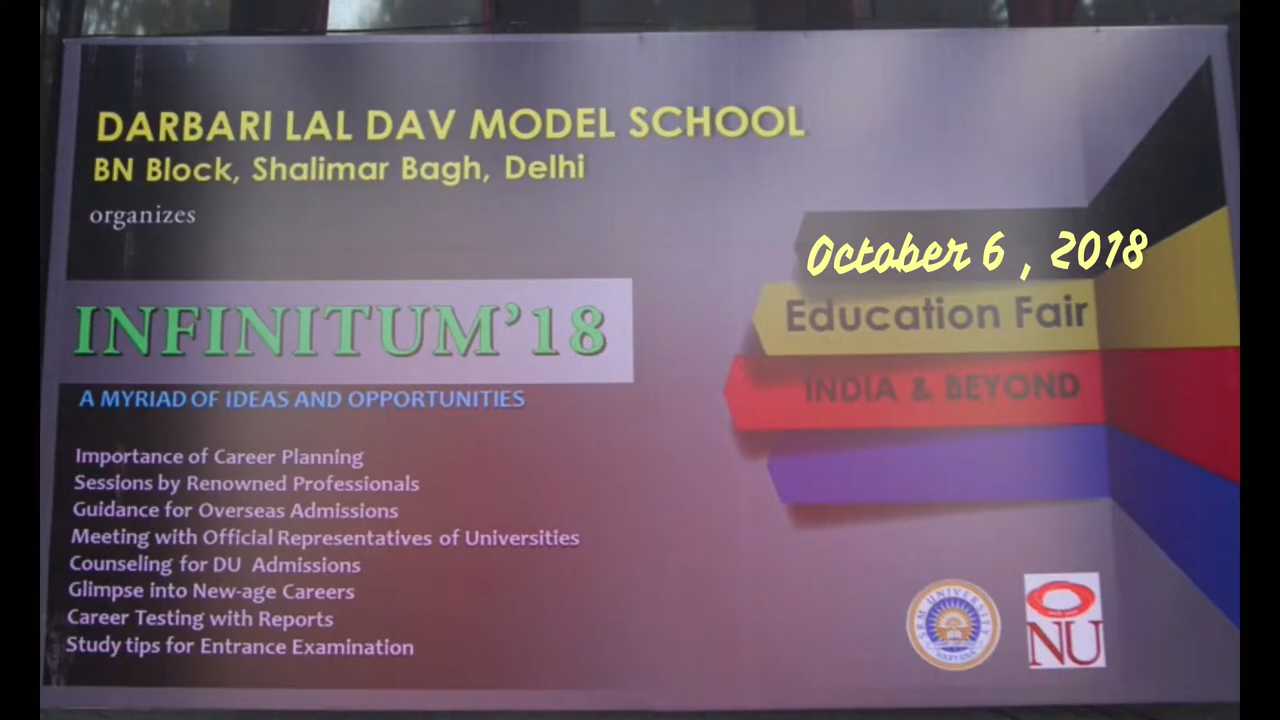 DARBARI LAL DAV MODEL SCHOOL
BN Block, Shalimar Bagh, Delhi
organizes
INFINITUM’18
A MYRIAD OF IDEAS AND OPPORTUNITIES
Importance of Career Planning
Sessions by Renowned Professionals
Guidance for Overseas Admissions
Meeting with Official Representatives of Universities
Counseling for DU Admissions
Glimpse into New-age Careers
Career Testing with Reports
Study tips for Entrance Examination
October 6 , 2018
Education Fair
INDIA & BEYOND
SRM UNIVERSITY
HARYANA
NU